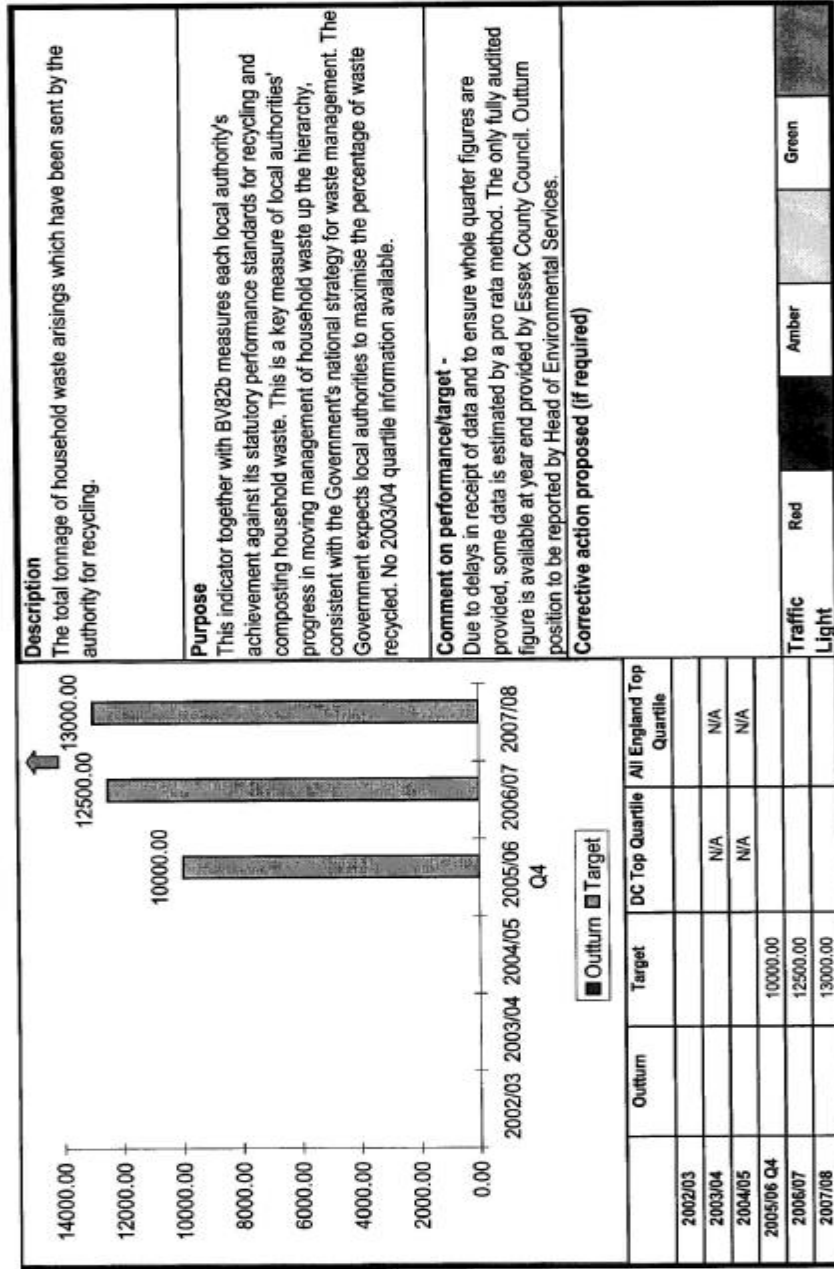 14000.00
12000.00
10000.00
8000.00
6000.00
4000.00
2000.00
0.00
10000.00
12500.00
13000.00
2002/03 2003/04 2004/05 2005/06 2006/07 2007/08
Q4
Outturn Target
Outturn Target DC Top Quartile All England Top
Quartile
2002/03
2003/04 N/A N/A
2004/05 N/A N/A
2005/06 Q4 10000.00
2006/07 12500.00
2007/08 13000.00
Description
The total tonnage of household waste arisings which have been sent by the
authority for recycling.
Purpose
This indicator together with BV82b measures each local authority's
achievement against its statutory performance standards for recycling and
composting household waste. This is a key measure of local authorities'
progress in moving management of household waste up the hierarchy,
consistent with the Government's national strategy for waste management. The
Government expects local authorities to maximise the percentage of waste
recycled. No 2003/04 quartile information available.
Comment on performance/target -
Due to delays in receipt of data and to ensure whole quarter figures are
provided, some data is estimated by a pro rata method. The only fully audited
figure is available at year end provided by Essex County Council. Outturn
position to be reported by Head of Environmental Services.
Corrective action proposed (if required)
Traffic
Light
Red
Amber
Green